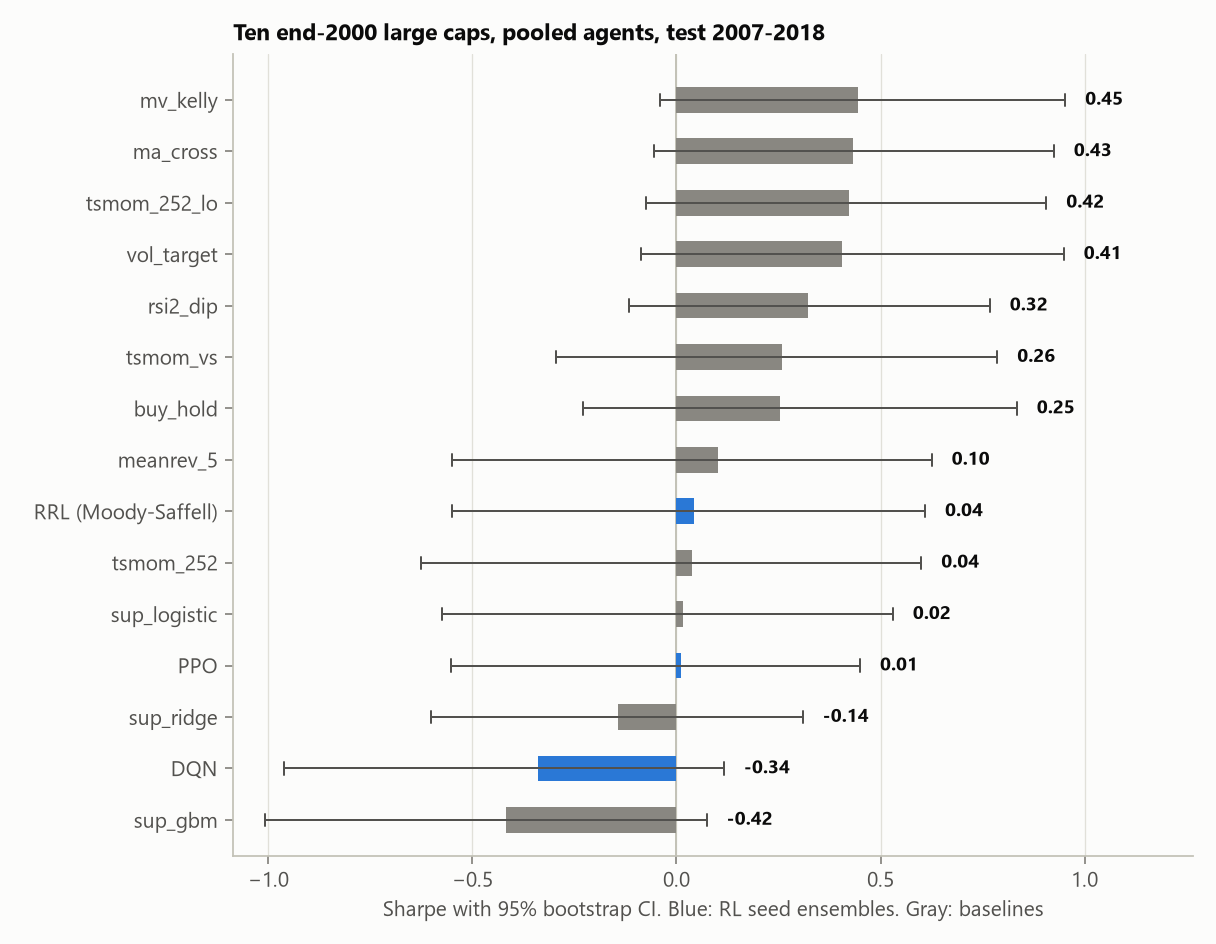 Ten end-2000 large caps, pooled agents, test 2007-2018
mv_kelly 0.45
ma_cross 0.43
tsmom_252_lo 0.42
vol_target 0.41
rsi2_dip 0.32
tsmom_vs 0.26
buy_hold 0.25
meanrev_5 0.10
RRL (Moody-Saffell) 0.04
tsmom_252 0.04
sup_logistic 0.02
PPO 0.01
sup_ridge -0.14
DQN -0.34
sup_gbm -0.42
−1.0 −0.5 0.0 0.5 1.0
Sharpe with 95% bootstrap CI. Blue: RL seed ensembles. Gray: baselines